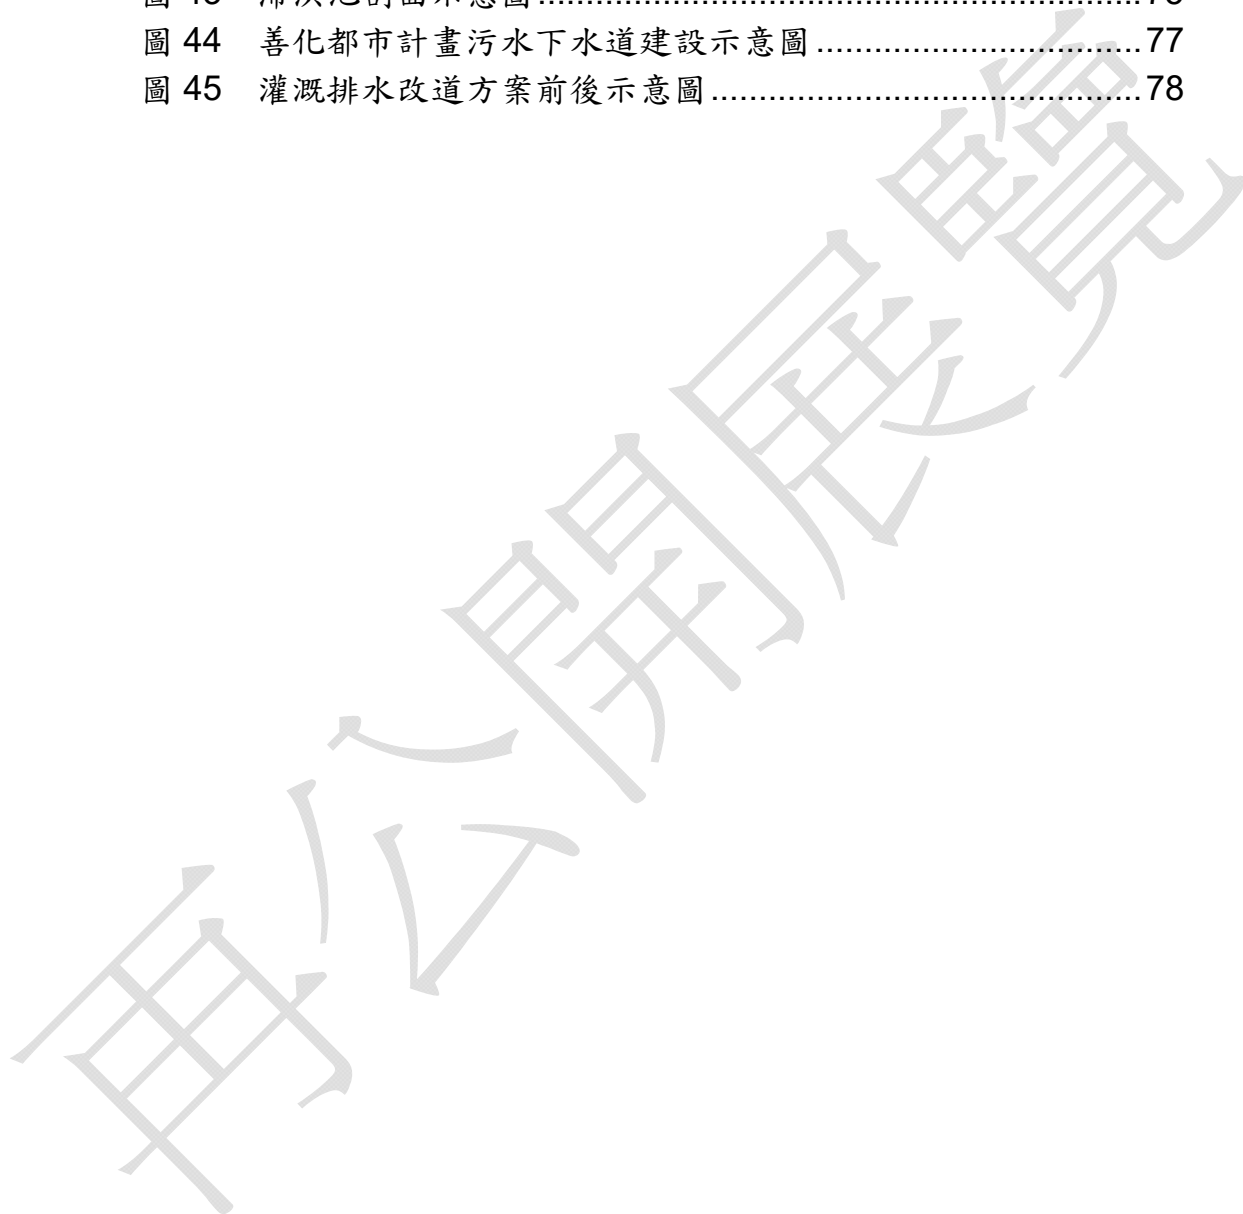 圖 44 善化都市計畫污水下水道建設示意圖..................................77
圖 45 灌溉排水改道方案前後示意圖.............................................78
再公開展覽